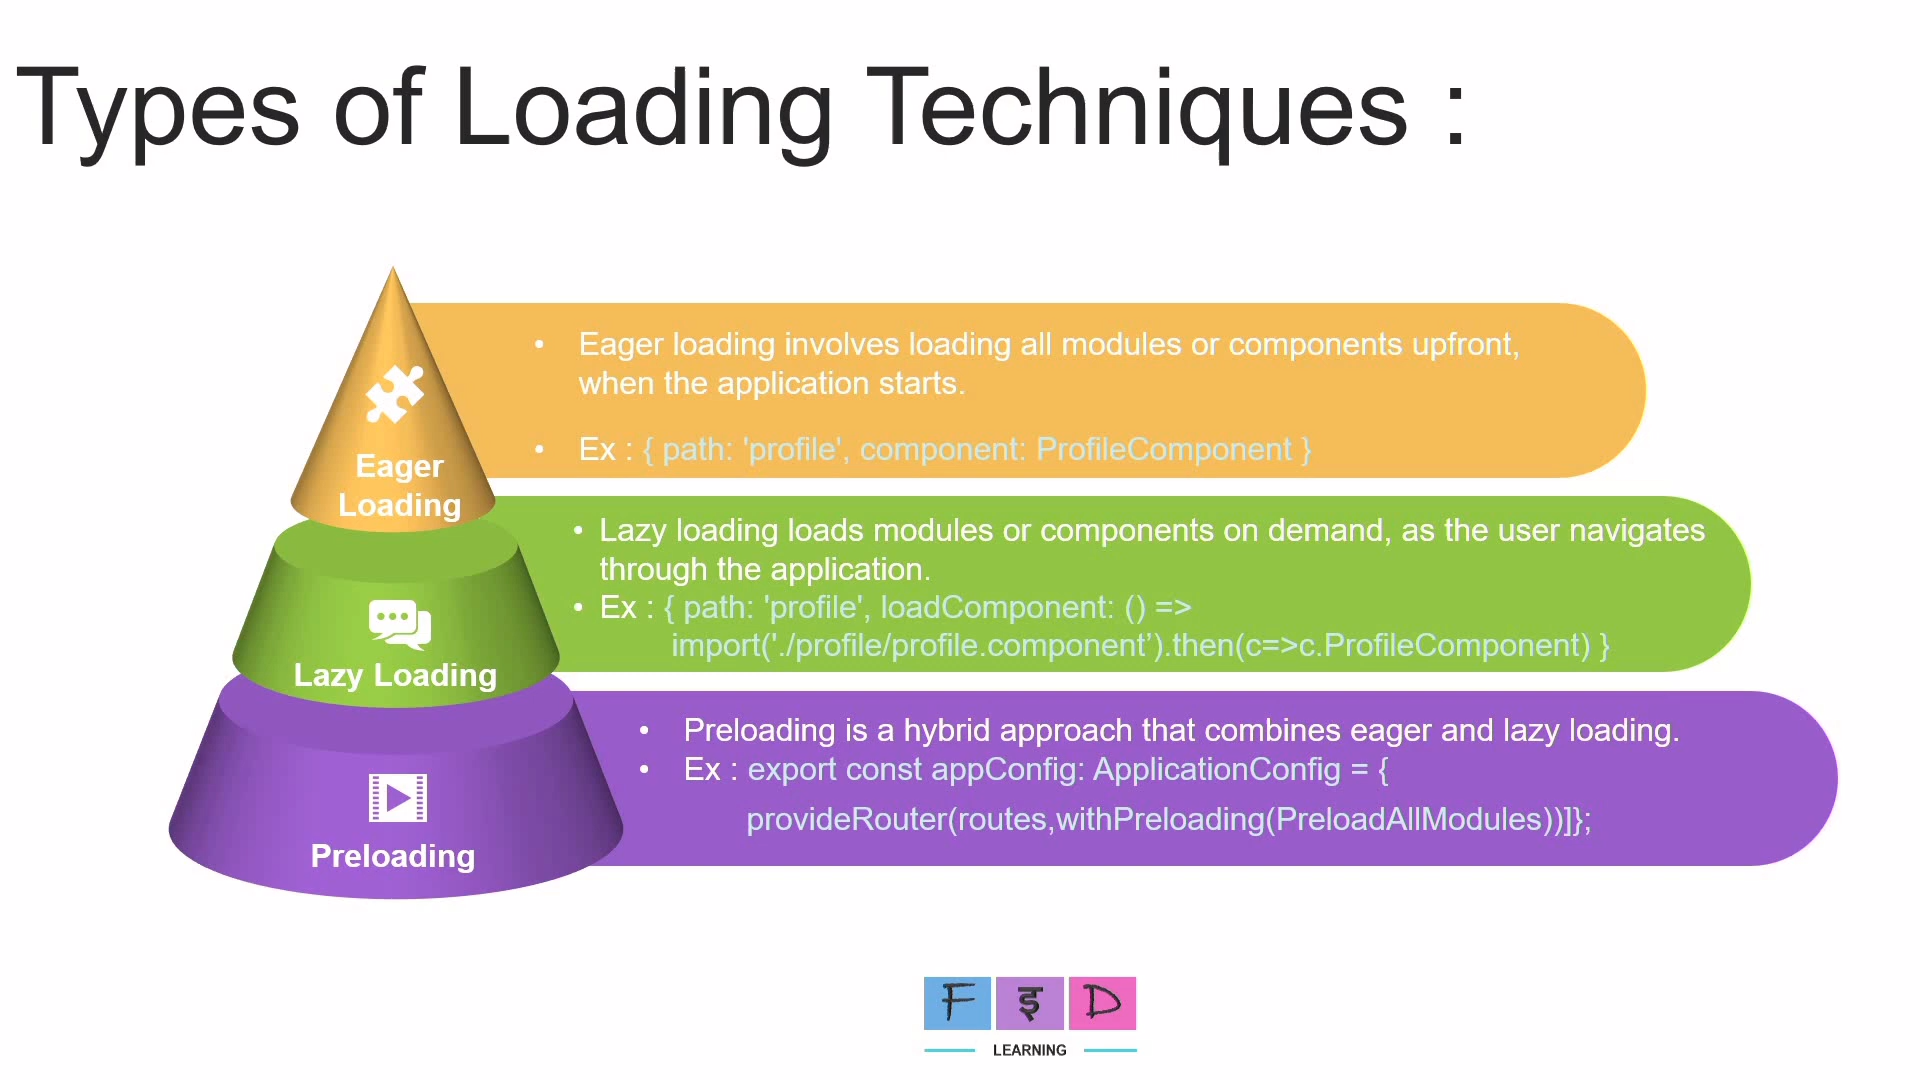 Types of Loading Techniques :
Eager
Loading
• Eager loading involves loading all modules or components upfront,
when the application starts.
• Ex : { path: 'profile', component: ProfileComponent }
Lazy Loading
• Lazy loading loads modules or components on demand, as the user navigates
through the application.
• Ex : { path: 'profile', loadComponent: () =>
import('./profile/profile.component’).then(c=>c.ProfileComponent) }
Preloading
• Preloading is a hybrid approach that combines eager and lazy loading.
• Ex : export const appConfig: ApplicationConfig = {
provideRouter(routes,withPreloading(PreloadAllModules))]};
F इ D
LEARNING